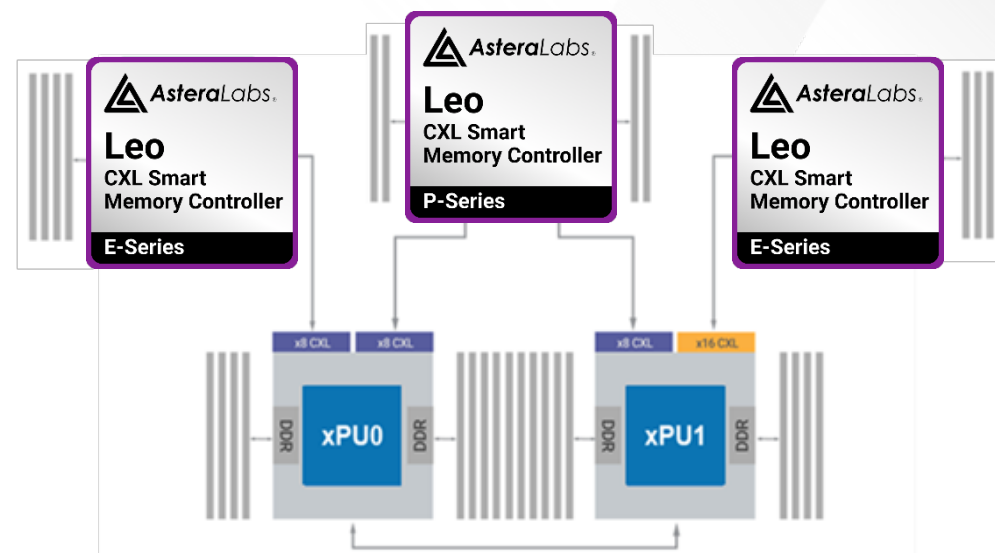 AsteraLabs®
Leo
CXL Smart
Memory Controller
E-Series
AsteraLabs®
Leo
CXL Smart
Memory Controller
P-Series
AsteraLabs®
Leo
CXL Smart
Memory Controller
E-Series
x8 CXL
x8 CXL
x8 CXL
x16 CXL
DDR
xPU0
DDR
DDR
xPU1
DDR